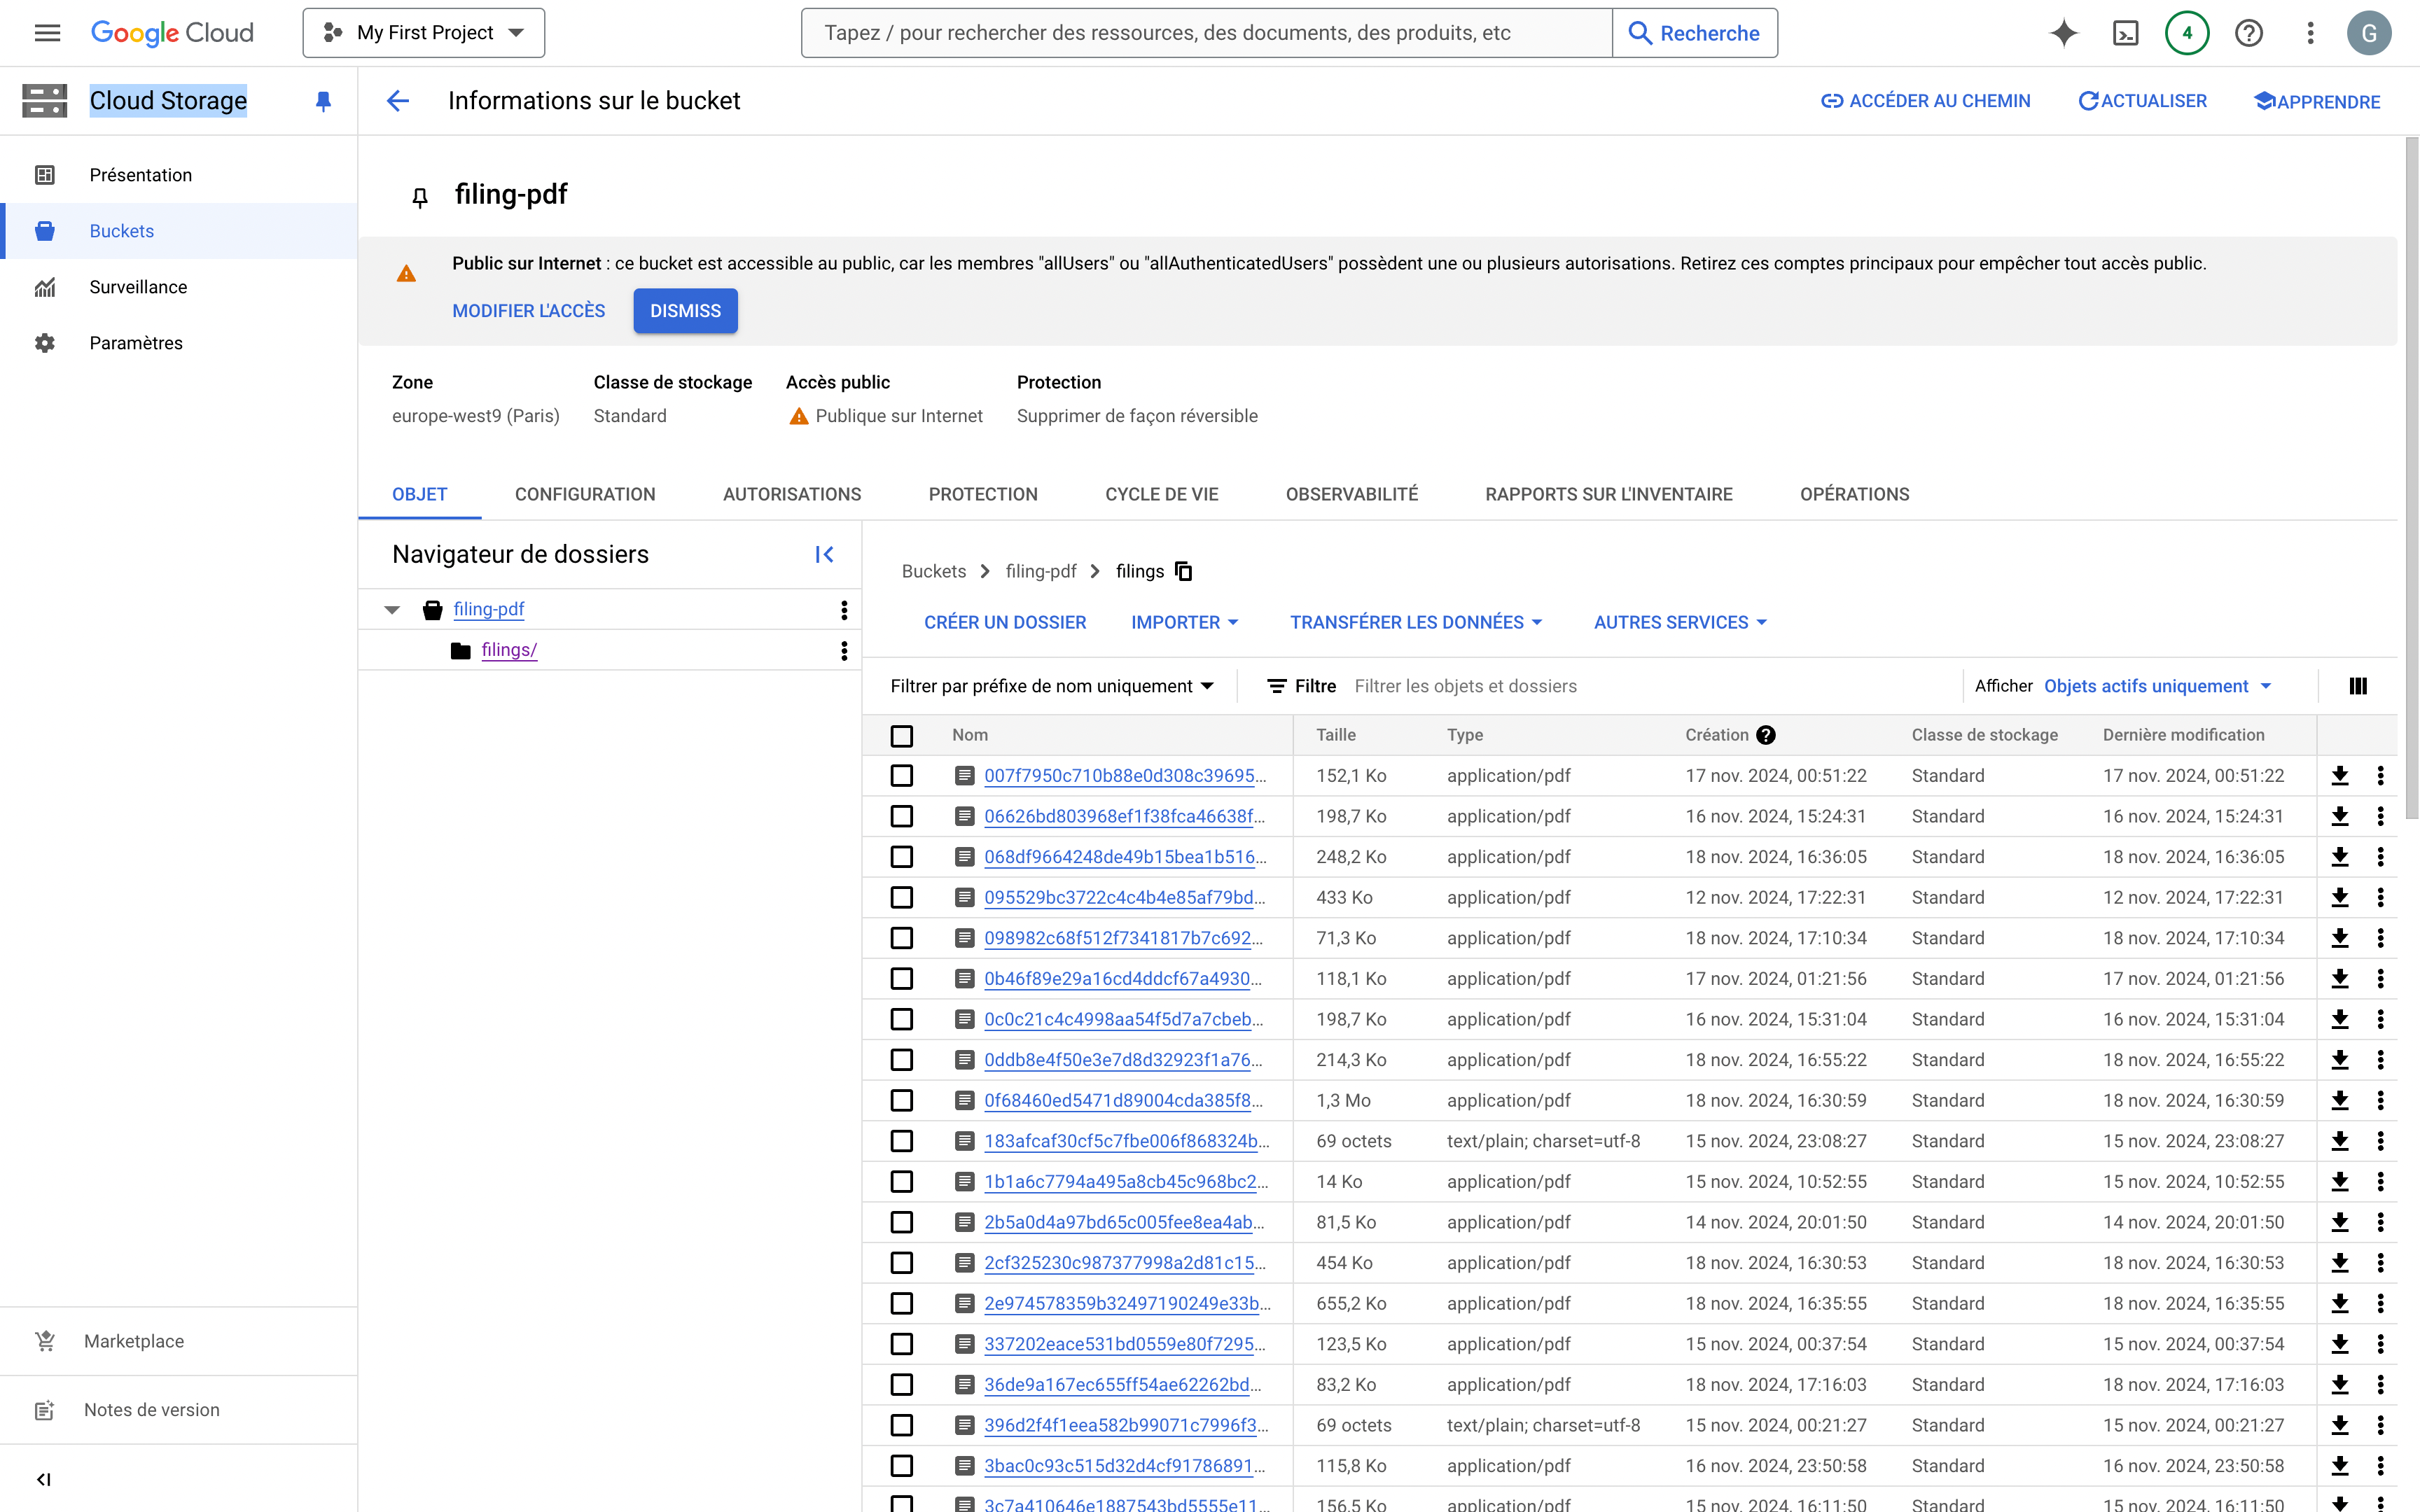 Google Cloud
My First Project
Tapez / pour rechercher des ressources, des documents, des produits, etc
Recherche
4
G
Cloud Storage
Informations sur le bucket
ACCÉDER AU CHEMIN
ACTUALISER
APPRENDRE
Présentation
Buckets
Surveillance
Paramètres
Marketplace
Notes de version
filing-pdf
Public sur Internet : ce bucket est accessible au public, car les membres "allUsers" ou "allAuthenticatedUsers" possèdent une ou plusieurs autorisations. Retirez ces comptes principaux pour empêcher tout accès public.
MODIFIER L'ACCÈS
DISMISS
Zone Classe de stockage Accès public Protection
europe-west9 (Paris) Standard Publique sur Internet Supprimer de façon réversible
OBJET CONFIGURATION AUTORISATIONS PROTECTION CYCLE DE VIE OBSERVABILITÉ RAPPORTS SUR L'INVENTAIRE OPÉRATIONS
Navigateur de dossiers
filing-pdf
filings/
Buckets filing-pdf filings
CRÉER UN DOSSIER IMPORTER TRANSFÉRER LES DONNÉES AUTRES SERVICES
Filtrer par préfixe de nom uniquement Filtre Filtrer les objets et dossiers Afficher Objets actifs uniquement
Nom Taille Type Création Classe de stockage Dernière modification
007f7950c710b88e0d308c39695... 152,1 Ko application/pdf 17 nov. 2024, 00:51:22 Standard 17 nov. 2024, 00:51:22
06626bd803968ef1f38fca46638f... 198,7 Ko application/pdf 16 nov. 2024, 15:24:31 Standard 16 nov. 2024, 15:24:31
068df9664248de49b15bea1b516... 248,2 Ko application/pdf 18 nov. 2024, 16:36:05 Standard 18 nov. 2024, 16:36:05
095529bc3722c4c4b4e85af79bd... 433 Ko application/pdf 12 nov. 2024, 17:22:31 Standard 12 nov. 2024, 17:22:31
098982c68f512f7341817b7c692... 71,3 Ko application/pdf 18 nov. 2024, 17:10:34 Standard 18 nov. 2024, 17:10:34
0b46f89e29a16cd4ddcf67a4930... 118,1 Ko application/pdf 17 nov. 2024, 01:21:56 Standard 17 nov. 2024, 01:21:56
0c0c21c4c4998aa54f5d7a7cbeb... 198,7 Ko application/pdf 16 nov. 2024, 15:31:04 Standard 16 nov. 2024, 15:31:04
0ddb8e4f50e3e7d8d32923f1a76... 214,3 Ko application/pdf 18 nov. 2024, 16:55:22 Standard 18 nov. 2024, 16:55:22
0f68460ed5471d89004cda385f8... 1,3 Mo application/pdf 18 nov. 2024, 16:30:59 Standard 18 nov. 2024, 16:30:59
183afcaf30cf5c7fbe006f868324b... 69 octets text/plain; charset=utf-8 15 nov. 2024, 23:08:27 Standard 15 nov. 2024, 23:08:27
1b1a6c7794a495a8cb45c968bc2... 14 Ko application/pdf 15 nov. 2024, 10:52:55 Standard 15 nov. 2024, 10:52:55
2b5a0d4a97bd65c005fee8ea4ab... 81,5 Ko application/pdf 14 nov. 2024, 20:01:50 Standard 14 nov. 2024, 20:01:50
2cf325230c987377998a2d81c15... 454 Ko application/pdf 18 nov. 2024, 16:30:53 Standard 18 nov. 2024, 16:30:53
2e974578359b32497190249e33b... 655,2 Ko application/pdf 18 nov. 2024, 16:35:55 Standard 18 nov. 2024, 16:35:55
337202eace531bd0559e80f7295... 123,5 Ko application/pdf 15 nov. 2024, 00:37:54 Standard 15 nov. 2024, 00:37:54
36de9a167ec655ff54ae62262bd... 83,2 Ko application/pdf 18 nov. 2024, 17:16:03 Standard 18 nov. 2024, 17:16:03
396d2f4f1eea582b99071c7996f3... 69 octets text/plain; charset=utf-8 15 nov. 2024, 00:21:27 Standard 15 nov. 2024, 00:21:27
3bac0c93c515d32d4cf91786891... 115,8 Ko application/pdf 16 nov. 2024, 23:50:58 Standard 16 nov. 2024, 23:50:58
3c7a410646e1887543bd5555e11... 156,5 Ko application/pdf 15 nov. 2024, 16:11:50 Standard 15 nov. 2024, 16:11:50